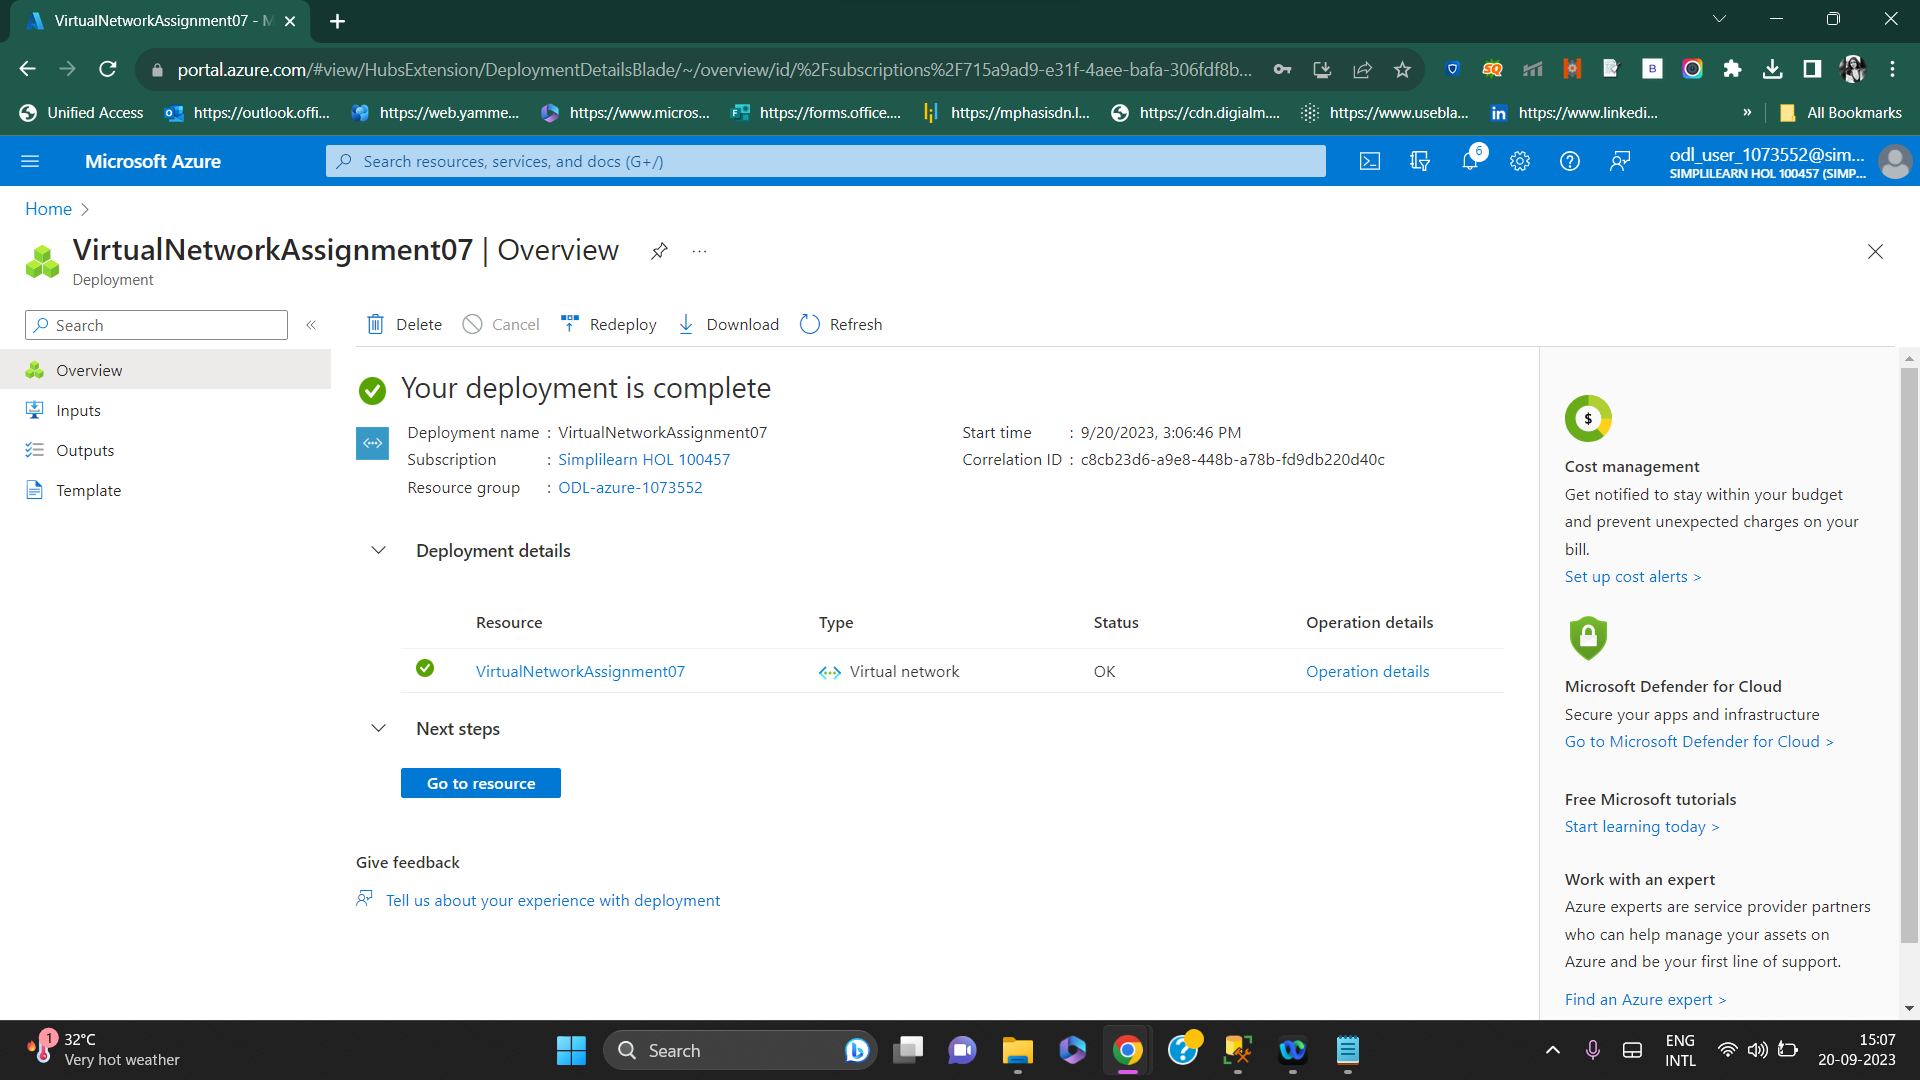 VirtualNetworkAssignment07 - M
portal.azure.com/#view/HubsExtension/DeploymentDetailsBlade/~/overview/id/%2Fsubscriptions%2F715a9ad9-e31f-4aee-bafa-306fdf8b...
Unified Access
https://outlook.offi...
https://web.yamme...
https://www.micros...
https://forms.office....
https://mphasisdn.l...
https://cdn.digialm....
https://www.usebla...
https://www.linkedi...
»
All Bookmarks
Microsoft Azure
Search resources, services, and docs (G+/)
6
odl_user_1073552@sim...
SIMPLILEARN HOL 100457 (SIMP...
Home >
VirtualNetworkAssignment07 | Overview
...
Deployment
Search
«
Delete
Cancel
Redeploy
Download
Refresh
Overview
Inputs
Outputs
Template
Your deployment is complete
Deployment name : VirtualNetworkAssignment07
Subscription : Simplilearn HOL 100457
Resource group : ODL-azure-1073552
Start time : 9/20/2023, 3:06:46 PM
Correlation ID : c8cb23d6-a9e8-448b-a78b-fd9db220d40c
Deployment details
Resource Type Status Operation details
VirtualNetworkAssignment07 Virtual network OK Operation details
Next steps
Go to resource
Give feedback
Tell us about your experience with deployment
$
Cost management
Get notified to stay within your budget
and prevent unexpected charges on your
bill.
Set up cost alerts >
Microsoft Defender for Cloud
Secure your apps and infrastructure
Go to Microsoft Defender for Cloud >
Free Microsoft tutorials
Start learning today >
Work with an expert
Azure experts are service provider partners
who can help manage your assets on
Azure and be your first line of support.
Find an Azure expert >
1
32°C
Very hot weather
Search
ENG
INTL
15:07
20-09-2023